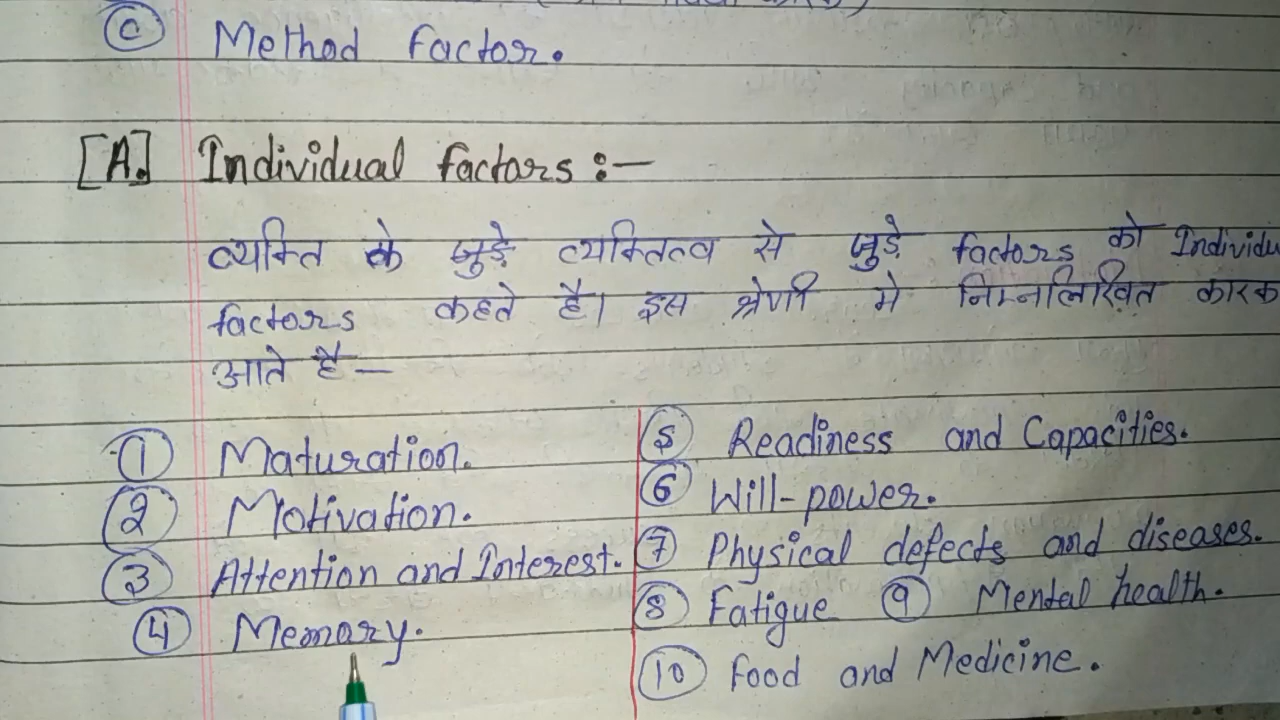 © Method factor.
[A.] Individual factors :—
व्यक्ति के जुड़े व्यक्तित्व से जुड़े factors को Individu
factors कहते है। इस श्रेणी मे निम्नलिखित कारक
आते है —
① Maturation.
② Motivation.
③ Attention and Interest.
④ Memory.
⑤ Readiness and Capacities.
⑥ Will-power.
⑦ Physical defects and diseases.
⑧ Fatigue ⑨ Mental health.
⑩ Food and Medicine.